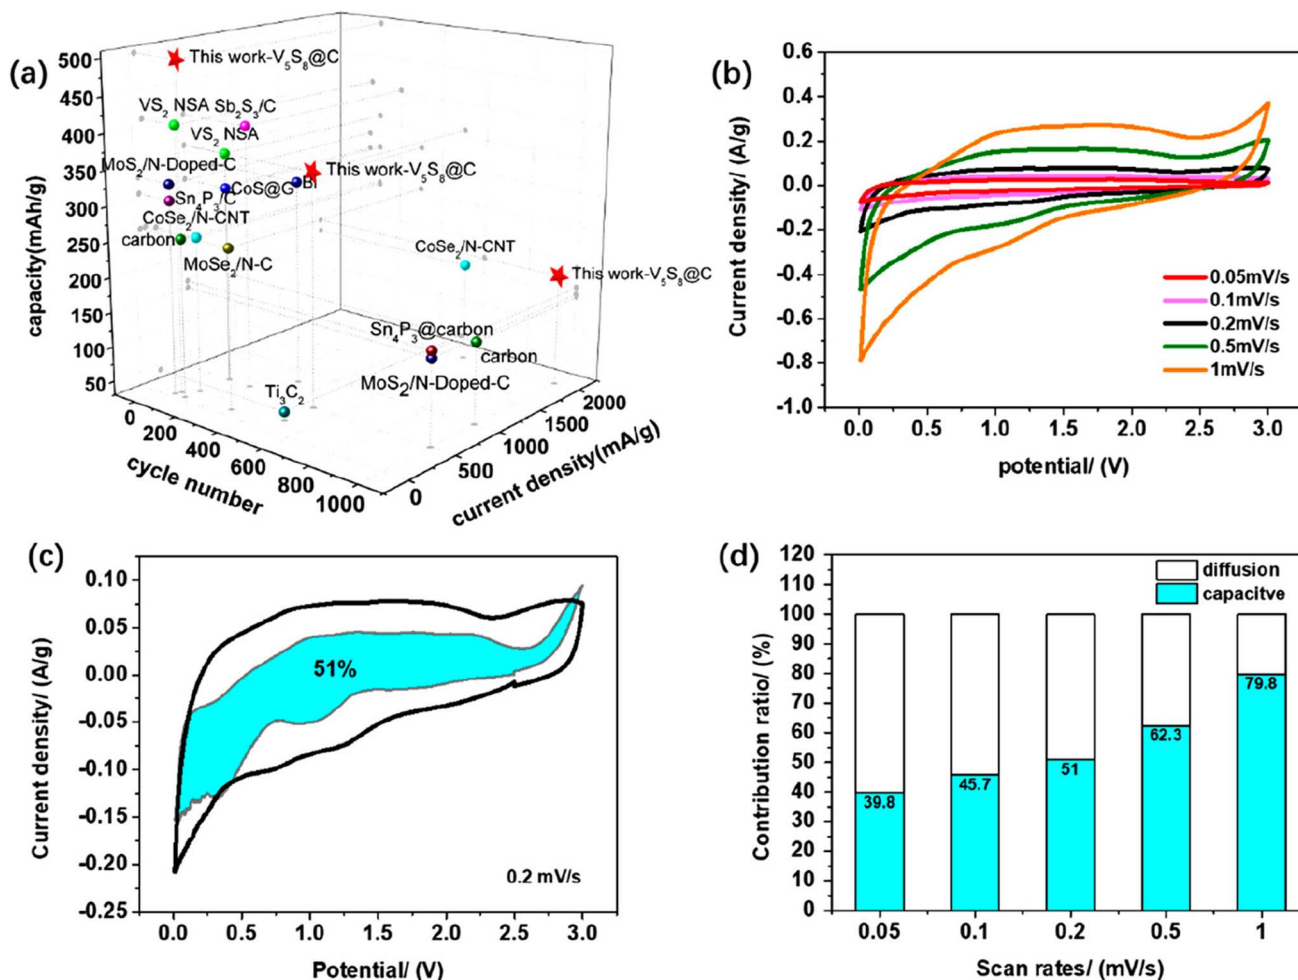 (a)
500
450
400
350
300
250
200
150
100
50
capacity(mAh/g)
This work-V5S8@C
VS2 NSA Sb2S3/C
VS2 NSA
MoS2/N-Doped-C
CoS@G Bi
This work-V5S8@C
Sn4P3/C
CoSe2/N-CNT
carbon
MoSe2/N-C
CoSe2/N-CNT
This work-V5S8@C
Sn4P3@carbon
carbon
MoS2/N-Doped-C
Ti3C2
0 200 400 600 800 1000
cycle number
0 500 1000 1500 2000
current density(mA/g)
(b)
0.6
0.4
0.2
0.0
-0.2
-0.4
-0.6
-0.8
-1.0
Current density/ (A/g)
0.05mV/s
0.1mV/s
0.2mV/s
0.5mV/s
1mV/s
0.0 0.5 1.0 1.5 2.0 2.5 3.0
potential/ (V)
(c)
0.10
0.05
0.00
-0.05
-0.10
-0.15
-0.20
-0.25
Current density/ (A/g)
51%
0.2 mV/s
0.0 0.5 1.0 1.5 2.0 2.5 3.0
Potential/ (V)
(d)
120
110
100
90
80
70
60
50
40
30
20
10
0
Contribution ratio/ (%)
diffusion
capacitve
39.8
45.7
51
62.3
79.8
0.05 0.1 0.2 0.5 1
Scan rates/ (mV/s)